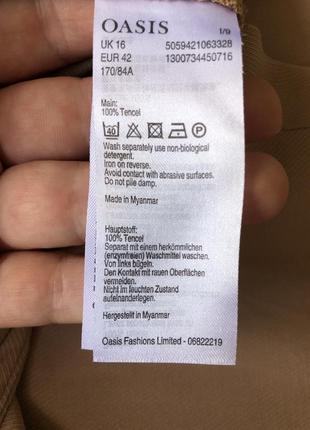 OASIS 1/9
UK 16 5059421063328
EUR 42 1300734450716
170/84A
Main:
100% Tencel
40 P
Wash separately use non-biological
detergent.
Iron on reverse.
Avoid contact with abrasive surfaces.
Do not pile damp.
Made in Myanmar
Hauptstoff:
100% Tencel
Separat mit einem herkömmlichen
(enzymfreien) Waschmittel waschen.
Von links bügeln.
Den Kontakt mit rauen Oberflächen
vermeiden.
Nicht im feuchten Zustand
aufeinanderlegen.
Hergestellt in Myanmar
Oasis Fashions Limited - 06822219